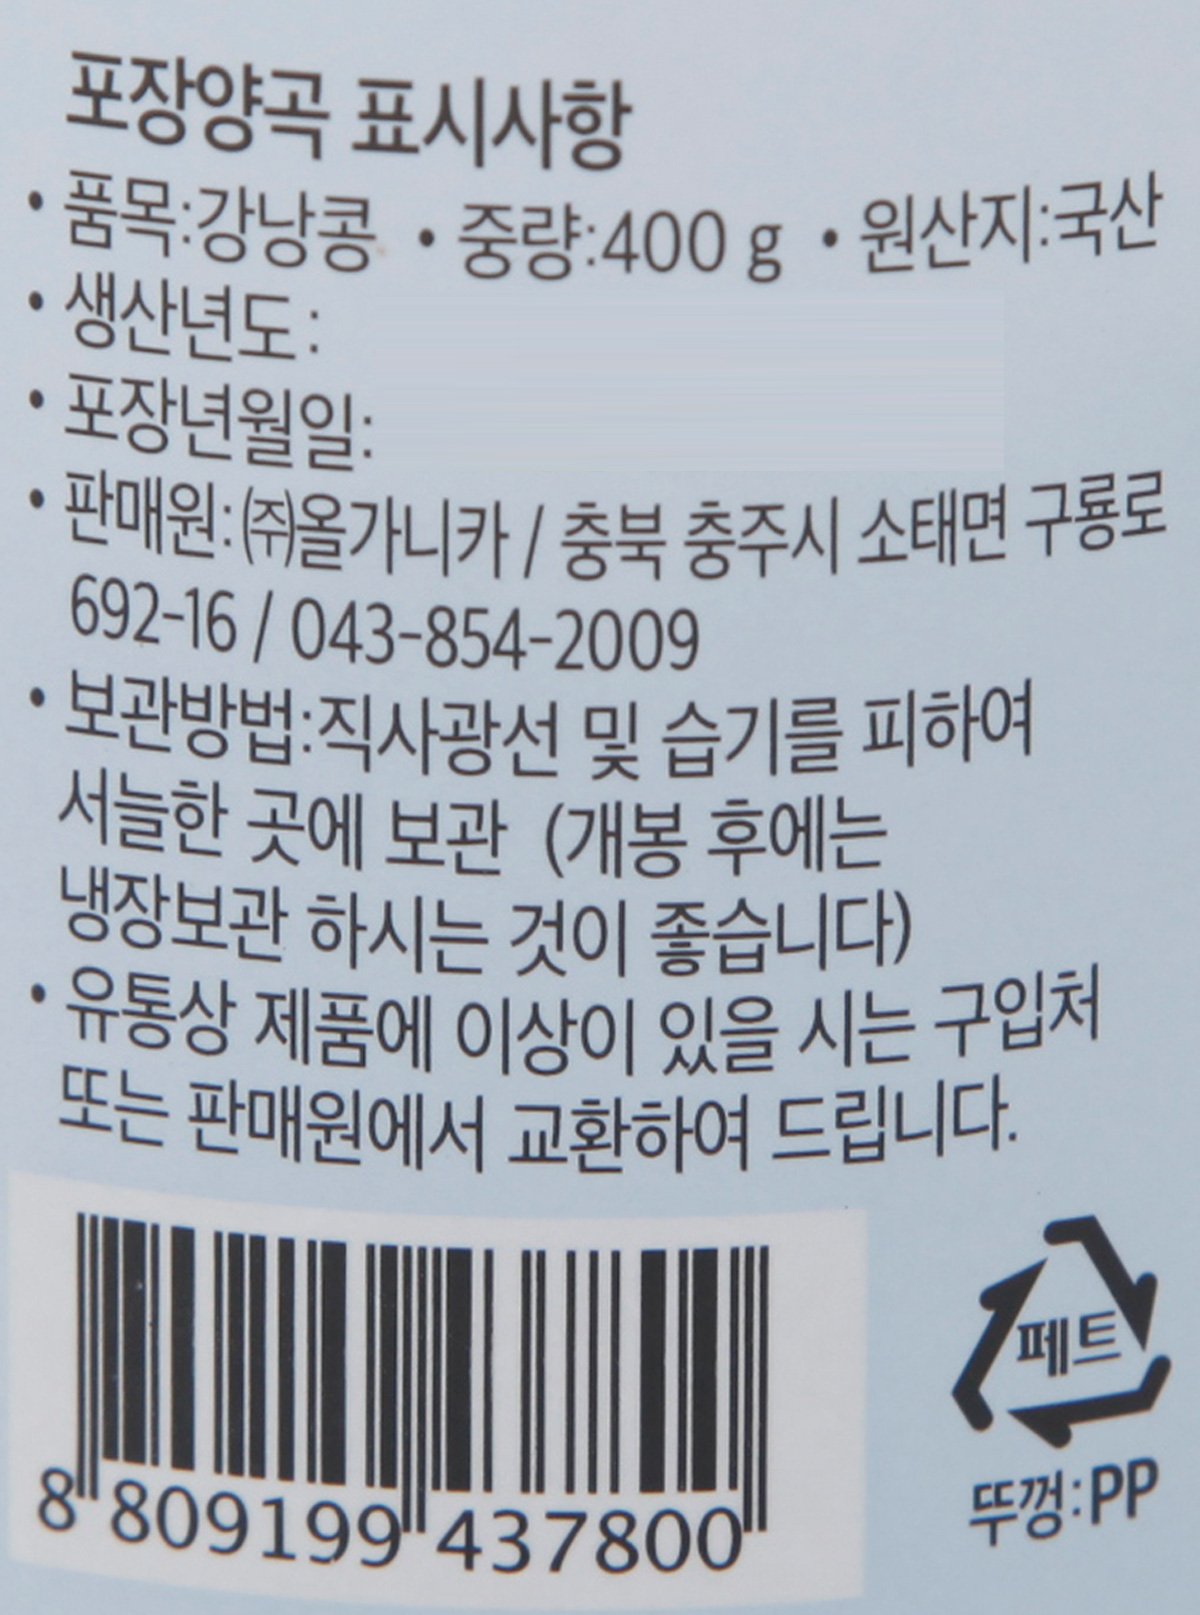 포장양곡 표시사항
• 품목:강낭콩 • 중량:400 g • 원산지:국산
• 생산년도:
• 포장년월일:
• 판매원:㈜올가니카 / 충북 충주시 소태면 구룡로
692-16 / 043-854-2009
• 보관방법:직사광선 및 습기를 피하여
서늘한 곳에 보관 (개봉 후에는
냉장보관 하시는 것이 좋습니다)
• 유통상 제품에 이상이 있을 시는 구입처
또는 판매원에서 교환하여 드립니다.
페트
뚜껑:PP
8 809199 437800